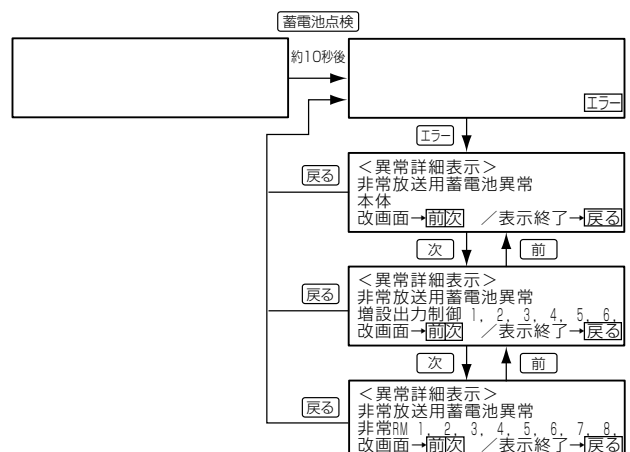 蓄電池点検
約10秒後
エラー
エラー
<異常詳細表示>
非常放送用蓄電池異常
本体
改画面→前次 /表示終了→戻る
戻る
次 前
<異常詳細表示>
非常放送用蓄電池異常
増設出力制御 1, 2, 3, 4, 5, 6,
改画面→前次 /表示終了→戻る
戻る
次 前
<異常詳細表示>
非常放送用蓄電池異常
非常RM 1, 2, 3, 4, 5, 6, 7, 8,
改画面→前次 /表示終了→戻る
戻る